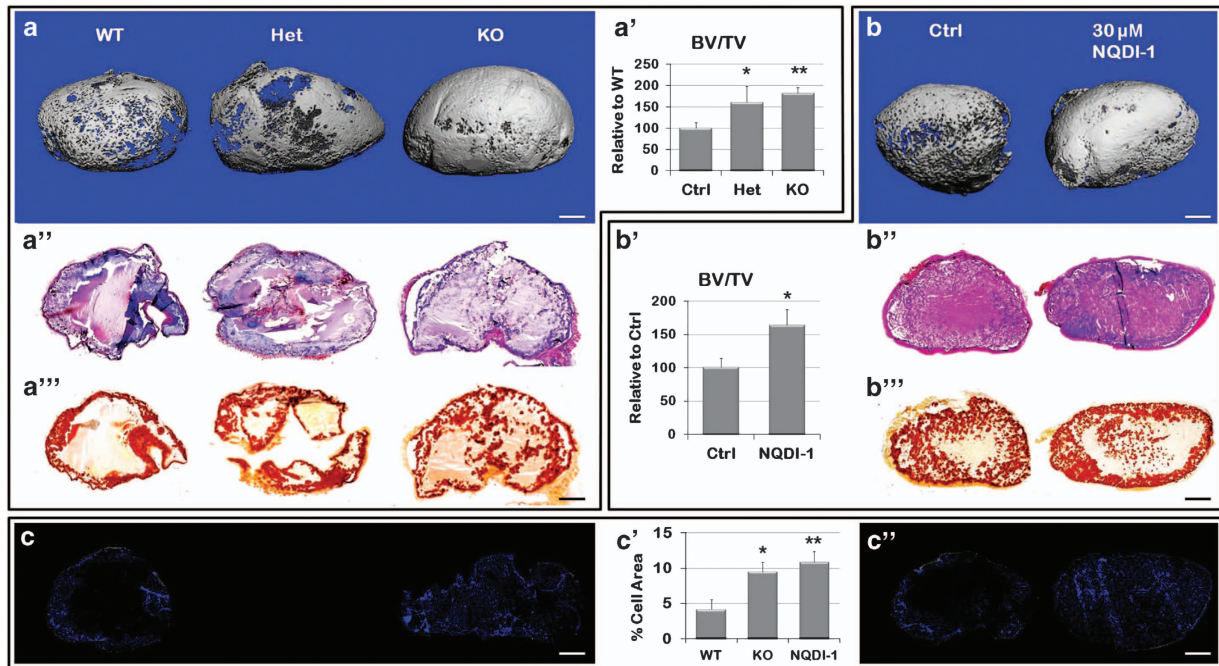 a
WT
Het
KO
a'
BV/TV
Relative to WT
250
200
150
100
50
0
*
**
Ctrl
Het
KO
b
Ctrl
30 µM
NQDI-1
a''
a'''
b'
BV/TV
Relative to Ctrl
200
150
100
50
0
*
Ctrl
NQDI-1
b''
b'''
c
c'
% Cell Area
15
10
5
0
*
**
WT
KO
NQDI-1
c''